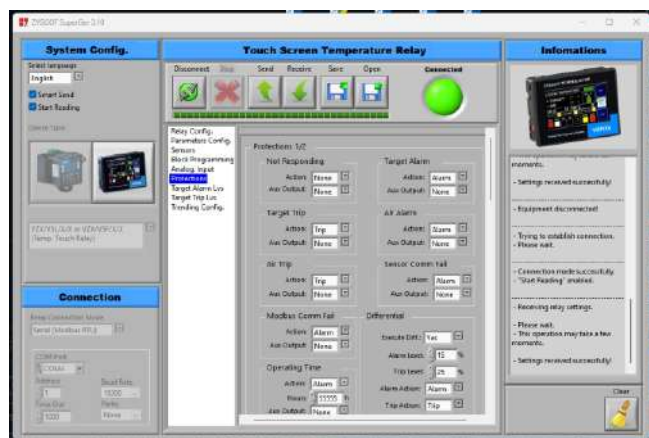 System Config.
Select language
English
Smart Send
Start Reading
Connection
Serial (Modbus RTU)
COM Port
Address
Baud Rate
1
Time Out
Parity
1000
None
Touch Screen Temperature Relay
Disconnect
Stop
Send
Receive
Save
Open
Connected
Relay Config.
Parameters Config.
Sensors
Block Programming
Analog. Input
Protections
Target Alarm Lvs
Target Trip Lvs
Trending Config.
Protections 1/2
Not Responding
Action: None
Aux Output: None
Target Alarm
Action: Alarm
Aux Output: None
Target Trip
Action: Trip
Aux Output: None
Air Alarm
Action: Alarm
Aux Output: None
Air Trip
Action: Trip
Aux Output: None
Sensor Comm Fail
Action: Alarm
Aux Output: None
Modbus Comm Fail
Action: Alarm
Aux Output: None
Differential
Execute Diff.: Yes
Alarm Level: 15 %
Trip Level: 25 %
Alarm Action: Alarm
Trip Action: Trip
Operating Time
Action: Alarm
Hours: 55555 h
Aux Output: None
Infomations
moments.
- Settings received successfully!
- Equipment disconnected!
- Trying to establish connection.
- Please wait.
- Connection made successfully.
- "Start Reading" enabled.
- Receiving relay settings.
- Please wait.
- This operation may take a few
moments.
- Settings received successfully!
Clear